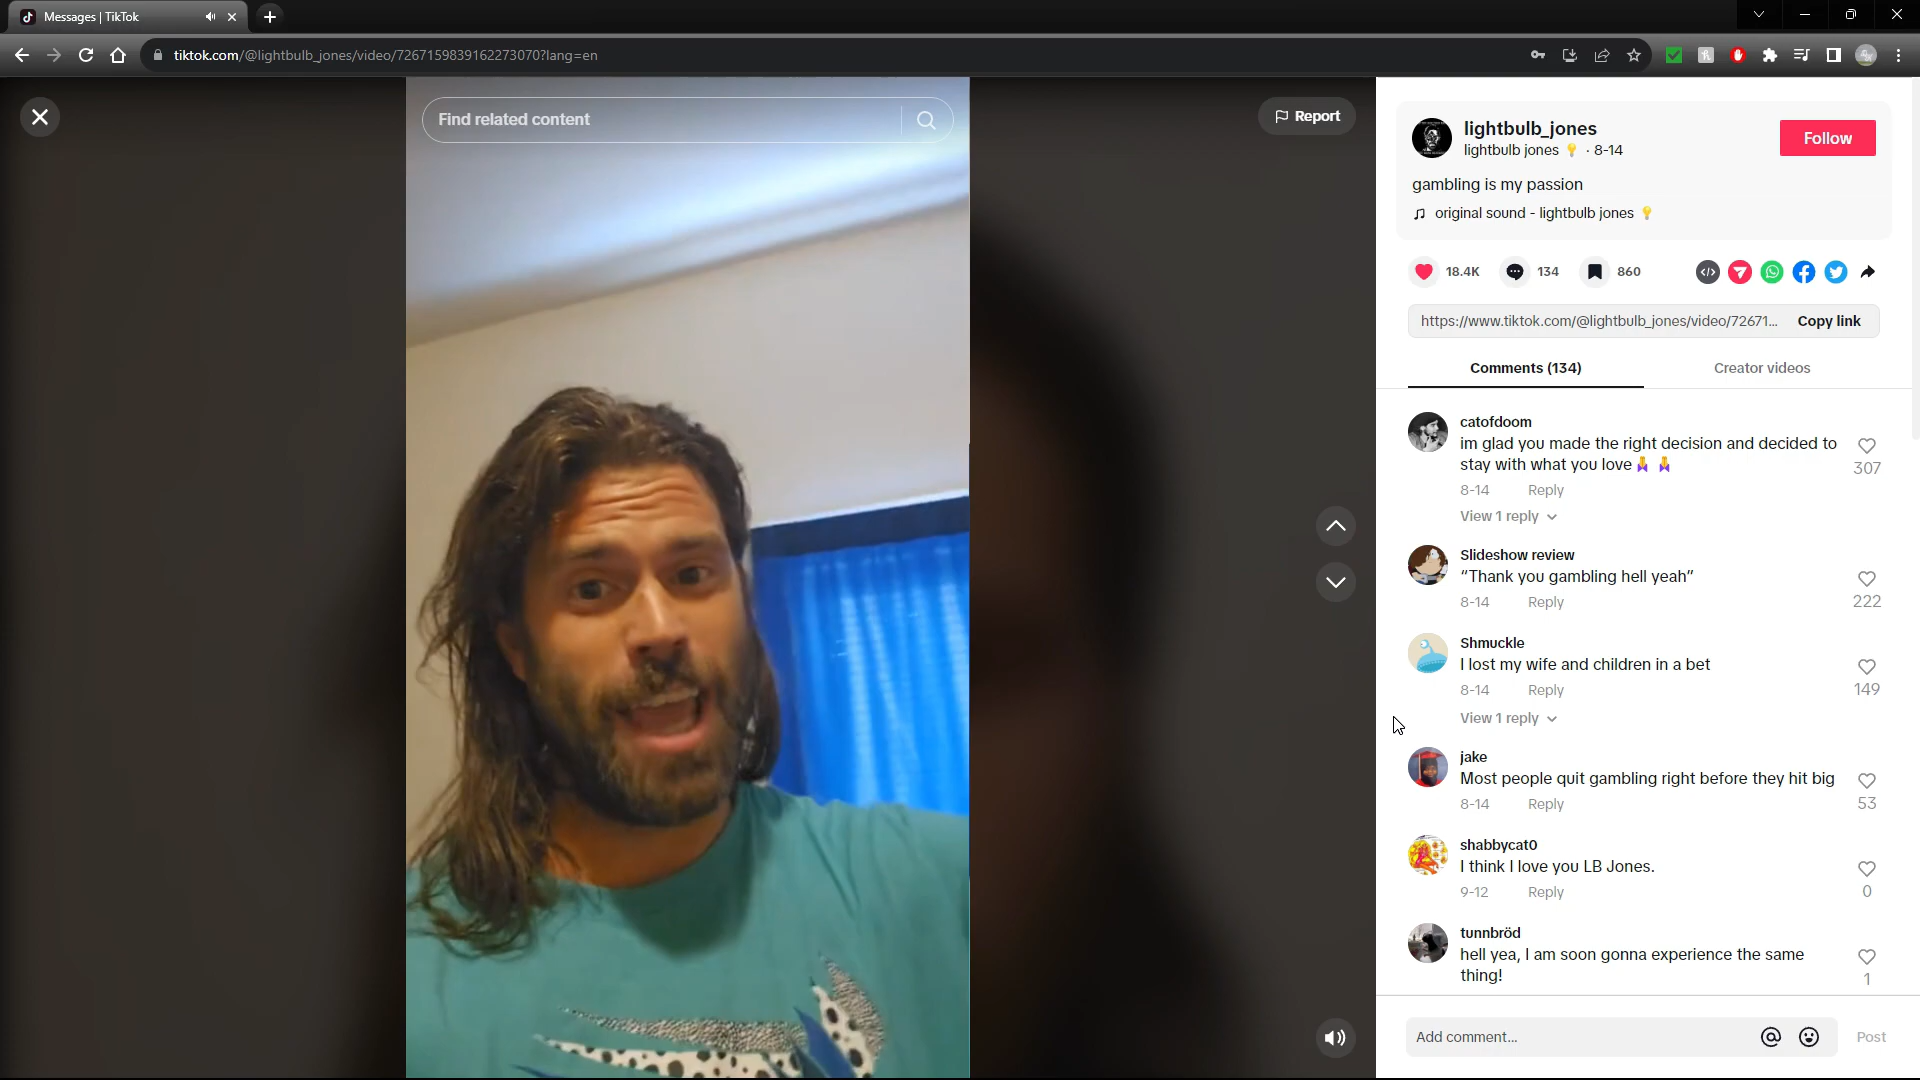 Messages | TikTok
tiktok.com/@lightbulb_jones/video/7267159839162273070?lang=en
Find related content
Report
lightbulb_jones
lightbulb jones 💡 · 8-14
Follow
gambling is my passion
original sound - lightbulb jones 💡
18.4K
134
860
https://www.tiktok.com/@lightbulb_jones/video/72671...
Copy link
Comments (134)
Creator videos
catofdoom
im glad you made the right decision and decided to
stay with what you love🙏 🙏
307
8-14 Reply
View 1 reply
Slideshow review
“Thank you gambling hell yeah”
222
8-14 Reply
Shmuckle
I lost my wife and children in a bet
149
8-14 Reply
View 1 reply
jake
Most people quit gambling right before they hit big
53
8-14 Reply
shabbycat0
I think I love you LB Jones.
0
9-12 Reply
tunnbröd
hell yea, I am soon gonna experience the same
thing!
1
Add comment...
Post